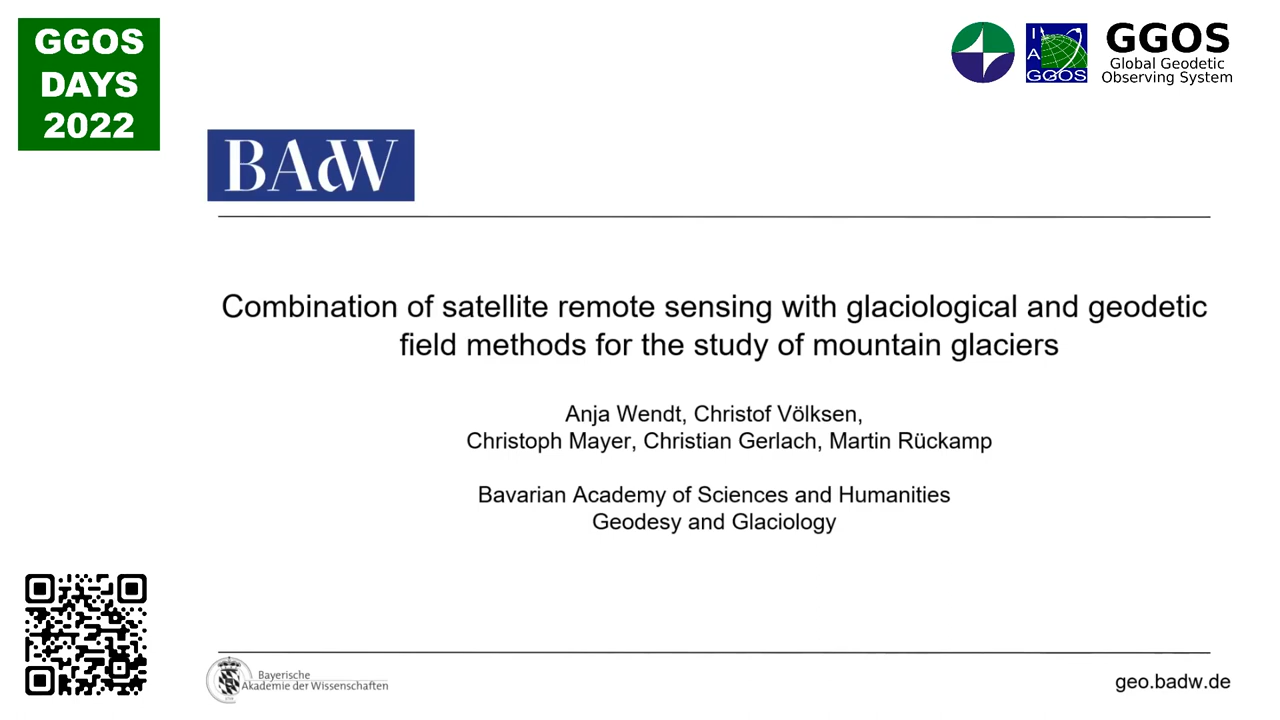 GGOS
DAYS
2022
I
A
GGOS
GGOS
Global Geodetic
Observing System
BAdW
Combination of satellite remote sensing with glaciological and geodetic
field methods for the study of mountain glaciers
Anja Wendt, Christof Völksen,
Christoph Mayer, Christian Gerlach, Martin Rückamp
Bavarian Academy of Sciences and Humanities
Geodesy and Glaciology
Bayerische
Akademie der Wissenschaften
geo.badw.de